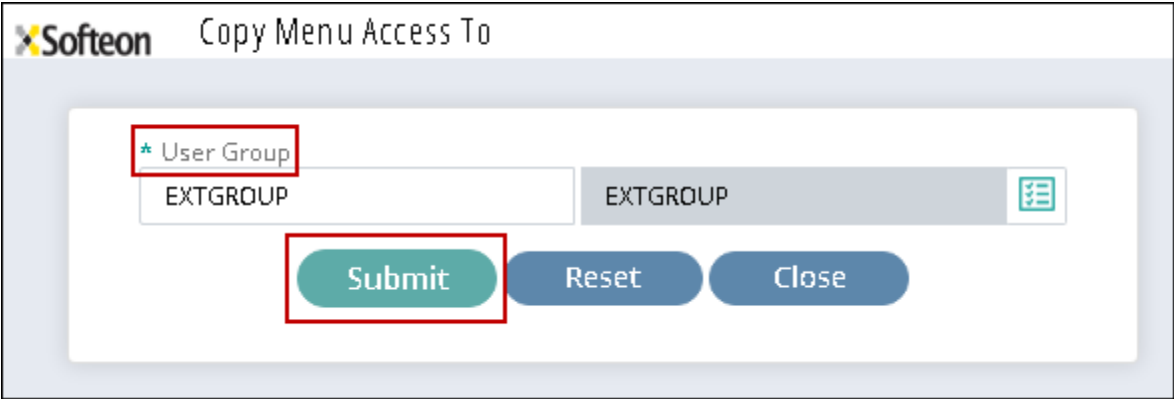 Softeon Copy Menu Access To
* User Group
EXTGROUP EXTGROUP
Submit Reset Close